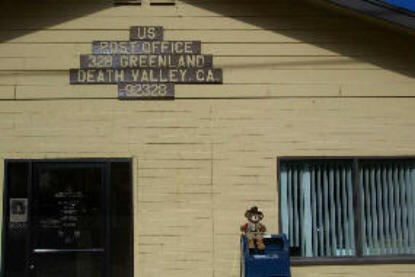 US
POST OFFICE
328 GREENLAND
DEATH VALLEY, CA.
92328